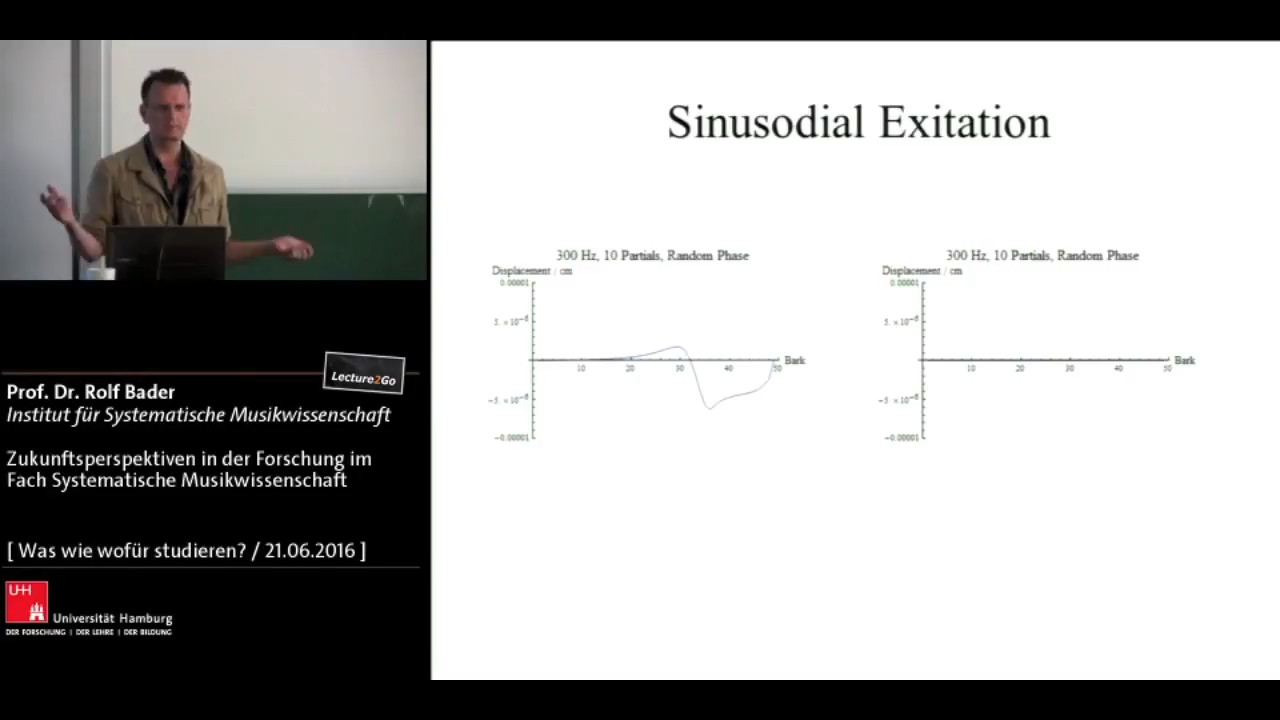 Sinusodial Exitation
300 Hz, 10 Partials, Random Phase
Displacement / cm
0.00001
5. ×10⁻⁶
-5. ×10⁻⁶
-0.00001
10 20 30 40 50
Bark
300 Hz, 10 Partials, Random Phase
Displacement / cm
0.00001
5. ×10⁻⁶
-5. ×10⁻⁶
-0.00001
10 20 30 40 50
Bark
Lecture2Go
Prof. Dr. Rolf Bader
Institut für Systematische Musikwissenschaft
Zukunftsperspektiven in der Forschung im
Fach Systematische Musikwissenschaft
[ Was wie wofür studieren? / 21.06.2016 ]
UH
Universität Hamburg
DER FORSCHUNG | DER LEHRE | DER BILDUNG